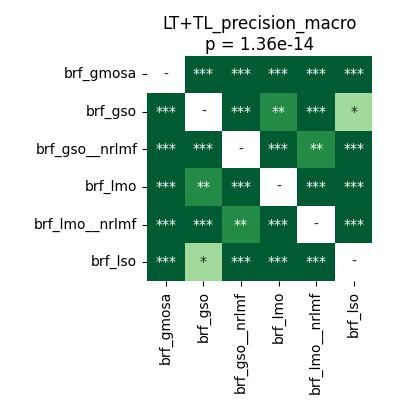 LT+TL_precision_macro
p = 1.36e-14
brf_gmosa - *** *** *** *** ***
brf_gso *** - *** ** *** *
brf_gso__nrlmf *** *** - *** ** ***
brf_lmo *** ** *** - *** ***
brf_lmo__nrlmf *** *** ** *** - ***
brf_lso *** * *** *** *** -
brf_gmosa
brf_gso
brf_gso__nrlmf
brf_lmo
brf_lmo__nrlmf
brf_lso